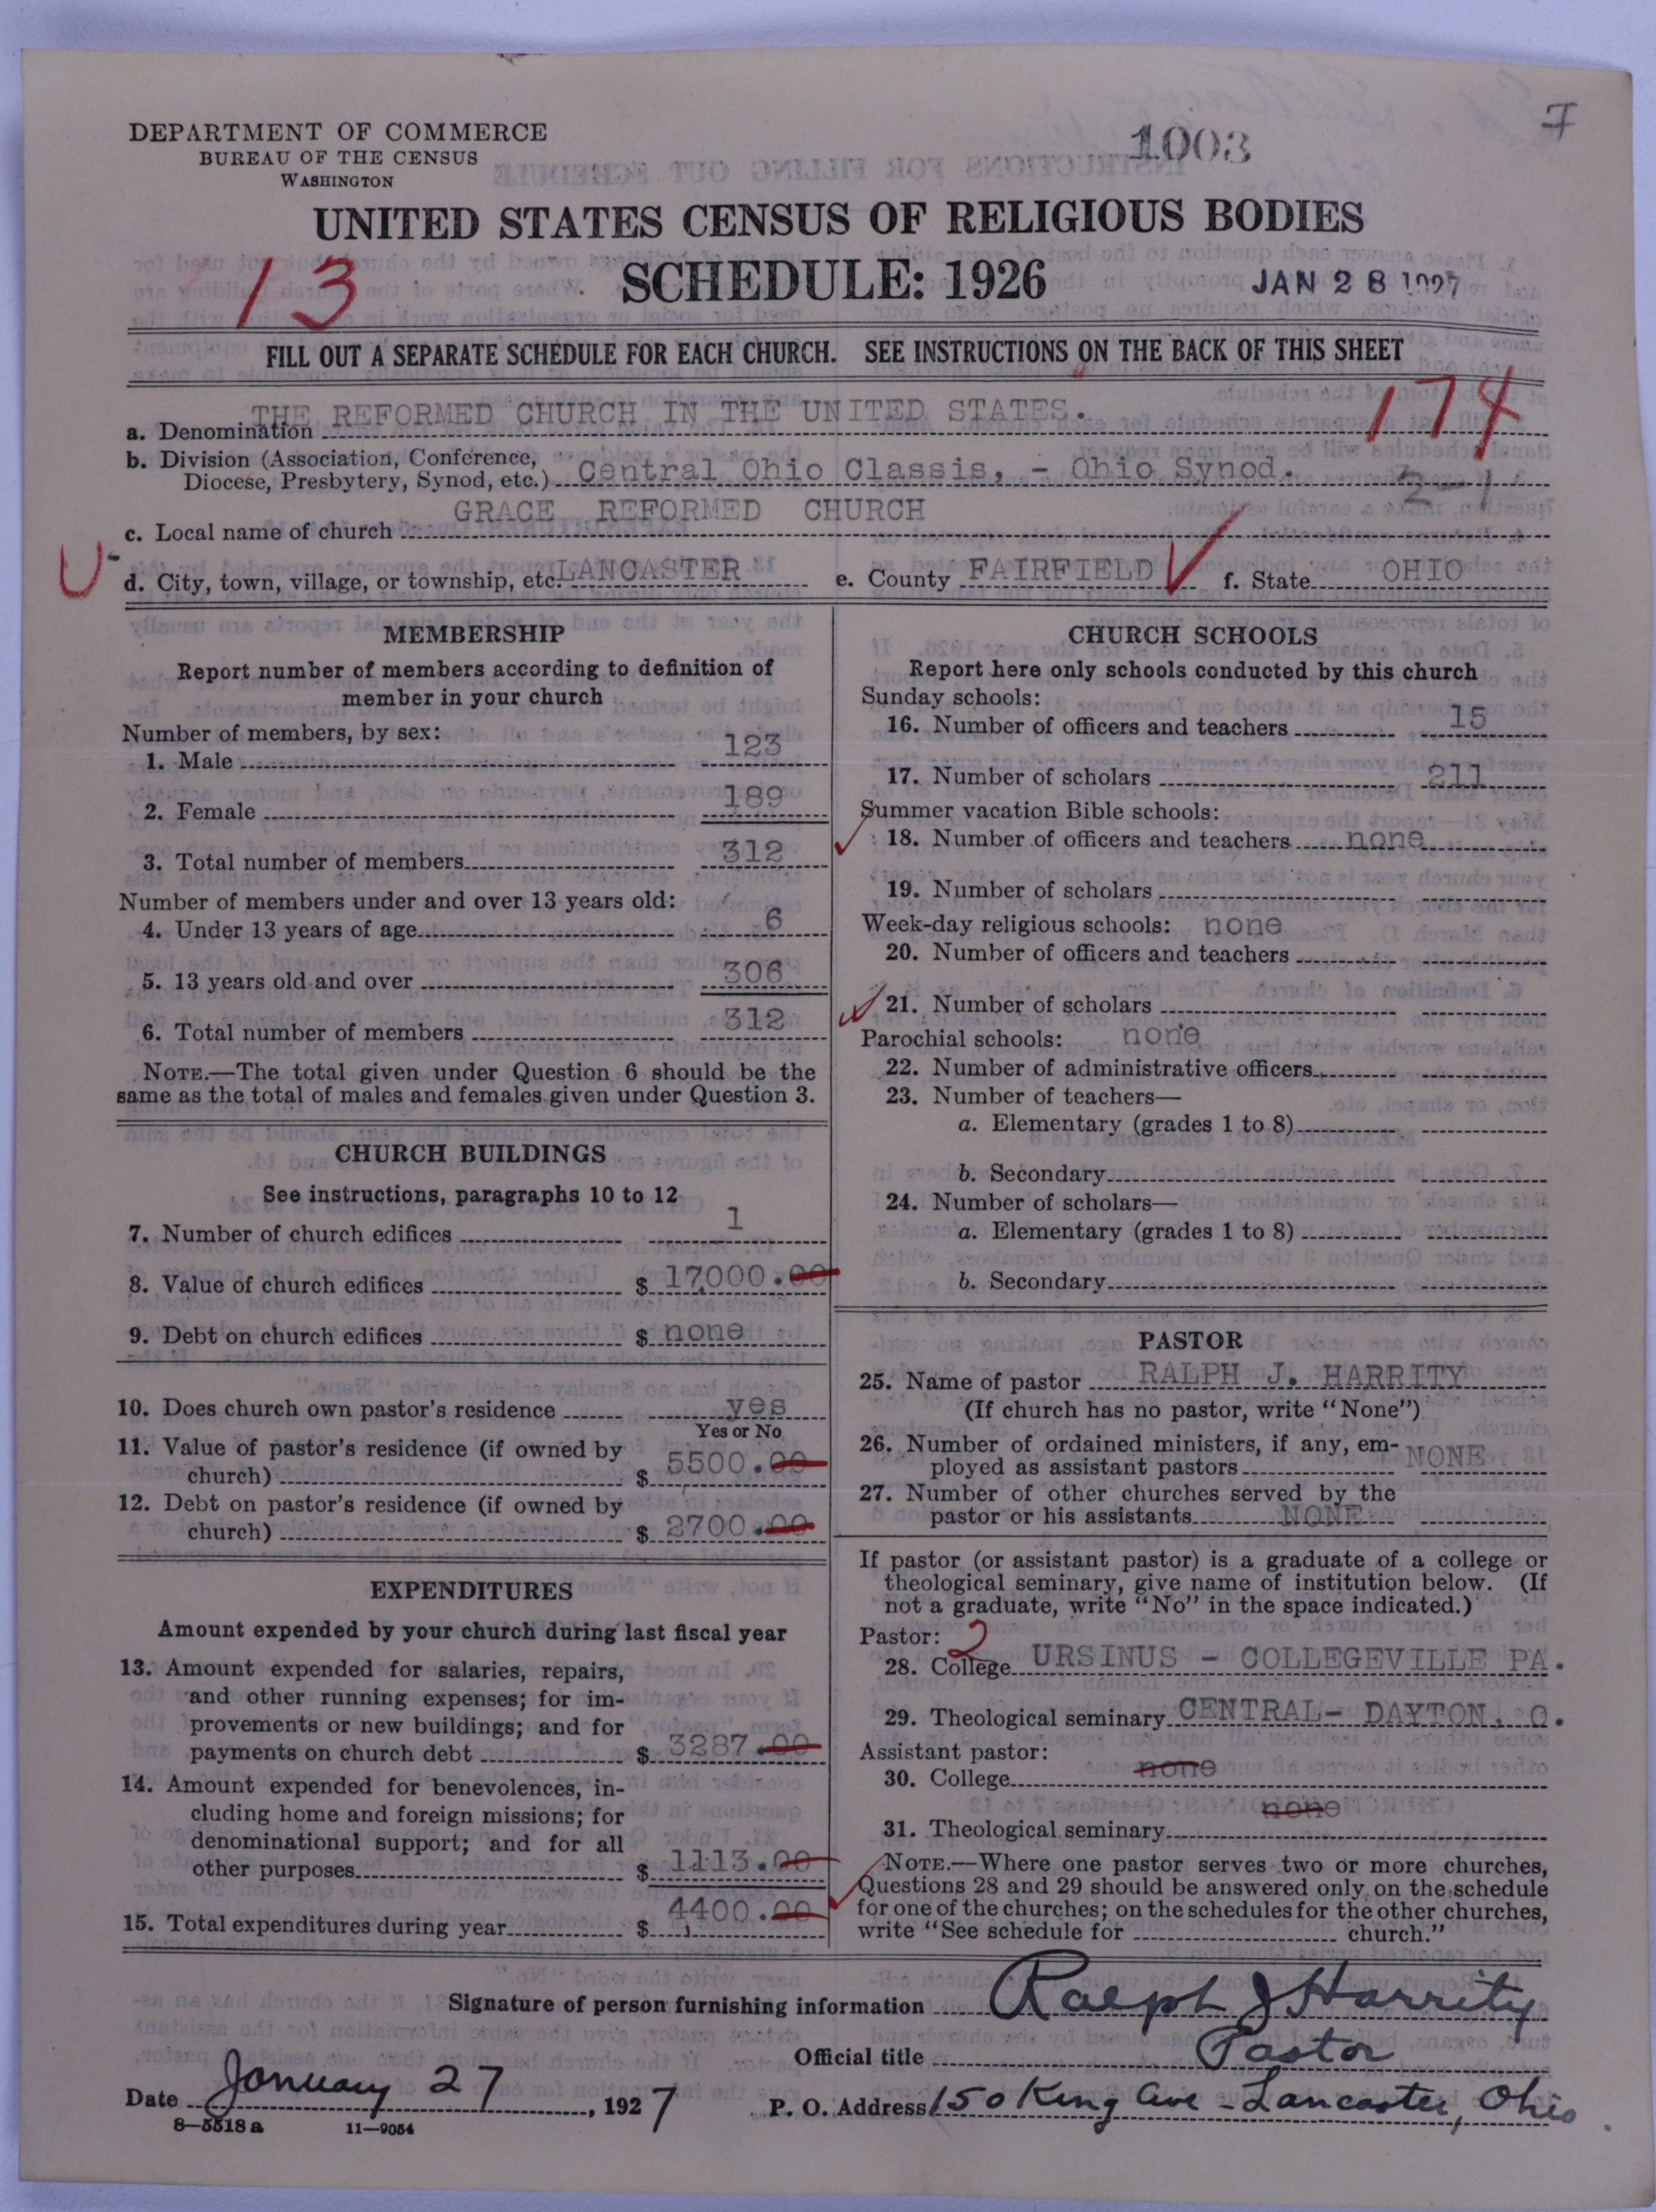 7
DEPARTMENT OF COMMERCE
BUREAU OF THE CENSUS
WASHINGTON
1003
UNITED STATES CENSUS OF RELIGIOUS BODIES
13
SCHEDULE: 1926
JAN 28 1927
FILL OUT A SEPARATE SCHEDULE FOR EACH CHURCH. SEE INSTRUCTIONS ON THE BACK OF THIS SHEET
174
a. Denomination THE REFORMED CHURCH IN THE UNITED STATES.
b. Division (Association, Conference,
Diocese, Presbytery, Synod, etc.) Central Ohio Classis, - Ohio Synod.
2-1
c. Local name of church GRACE REFORMED CHURCH
U
d. City, town, village, or township, etc. LANCASTER e. County FAIRFIELD f. State OHIO
MEMBERSHIP
Report number of members according to definition of
member in your church
Number of members, by sex:
1. Male 123
2. Female 189
3. Total number of members 312
Number of members under and over 13 years old:
4. Under 13 years of age 6
5. 13 years old and over 306
6. Total number of members 312
NOTE.—The total given under Question 6 should be the
same as the total of males and females given under Question 3.
CHURCH BUILDINGS
See instructions, paragraphs 10 to 12
7. Number of church edifices 1
8. Value of church edifices $ 17,000.00
9. Debt on church edifices $ none
10. Does church own pastor's residence yes
Yes or No
11. Value of pastor's residence (if owned by
church) $ 5500.00
12. Debt on pastor's residence (if owned by
church) $ 2700.00
EXPENDITURES
Amount expended by your church during last fiscal year
13. Amount expended for salaries, repairs,
and other running expenses; for im-
provements or new buildings; and for
payments on church debt $ 3287.00
14. Amount expended for benevolences, in-
cluding home and foreign missions; for
denominational support; and for all
other purposes $ 1113.00
15. Total expenditures during year $ 4400.00
CHURCH SCHOOLS
Report here only schools conducted by this church
Sunday schools:
16. Number of officers and teachers 15
17. Number of scholars 211
Summer vacation Bible schools:
18. Number of officers and teachers none
19. Number of scholars
Week-day religious schools: none
20. Number of officers and teachers
21. Number of scholars
Parochial schools: none
22. Number of administrative officers
23. Number of teachers—
a. Elementary (grades 1 to 8)
b. Secondary
24. Number of scholars—
a. Elementary (grades 1 to 8)
b. Secondary
PASTOR
25. Name of pastor RALPH J. HARRITY
(If church has no pastor, write "None")
26. Number of ordained ministers, if any, em-
ployed as assistant pastors NONE
27. Number of other churches served by the
pastor or his assistants NONE
If pastor (or assistant pastor) is a graduate of a college or
theological seminary, give name of institution below. (If
not a graduate, write "No" in the space indicated.)
Pastor: 2
28. College URSINUS - COLLEGEVILLE PA.
29. Theological seminary CENTRAL- DAYTON, O.
Assistant pastor:
30. College none
31. Theological seminary none
NOTE.—Where one pastor serves two or more churches,
Questions 28 and 29 should be answered only on the schedule
for one of the churches; on the schedules for the other churches,
write "See schedule for church."
Signature of person furnishing information Ralph J Harrity
Official title Pastor
Date January 27, 1927
P. O. Address 150 King Ave - Lancaster, Ohio
8—5518 a 11—9054